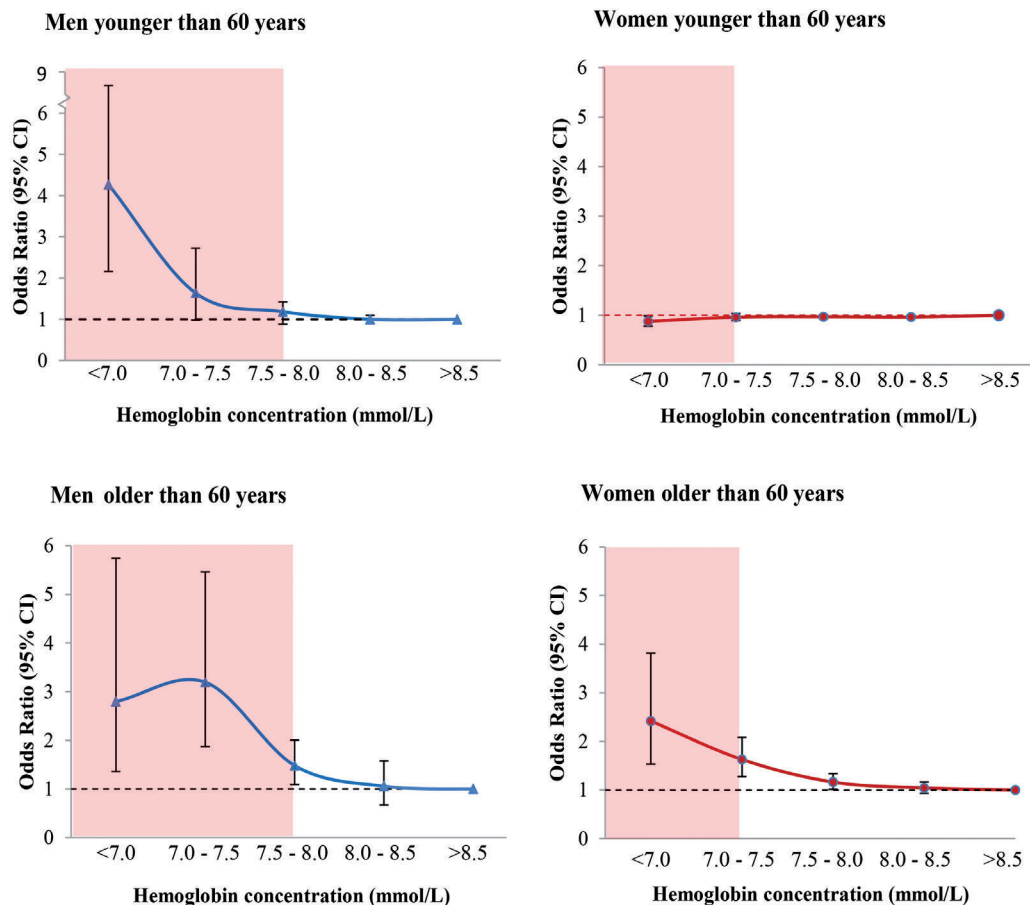 Men younger than 60 years
9
6
5
4
3
2
1
0
Odds Ratio (95% CI)
<7.0
7.0 - 7.5
7.5 - 8.0
8.0 - 8.5
>8.5
Hemoglobin concentration (mmol/L)
Women younger than 60 years
6
5
4
3
2
1
0
Odds Ratio (95% CI)
<7.0
7.0 - 7.5
7.5 - 8.0
8.0 - 8.5
>8.5
Hemoglobin concentration (mmol/L)
Men older than 60 years
6
5
4
3
2
1
0
Odds Ratio (95% CI)
<7.0
7.0 - 7.5
7.5 - 8.0
8.0 - 8.5
>8.5
Hemoglobin concentration (mmol/L)
Women older than 60 years
6
5
4
3
2
1
0
Odds Ratio (95% CI)
<7.0
7.0 - 7.5
7.5 - 8.0
8.0 - 8.5
>8.5
Hemoglobin concentration (mmol/L)